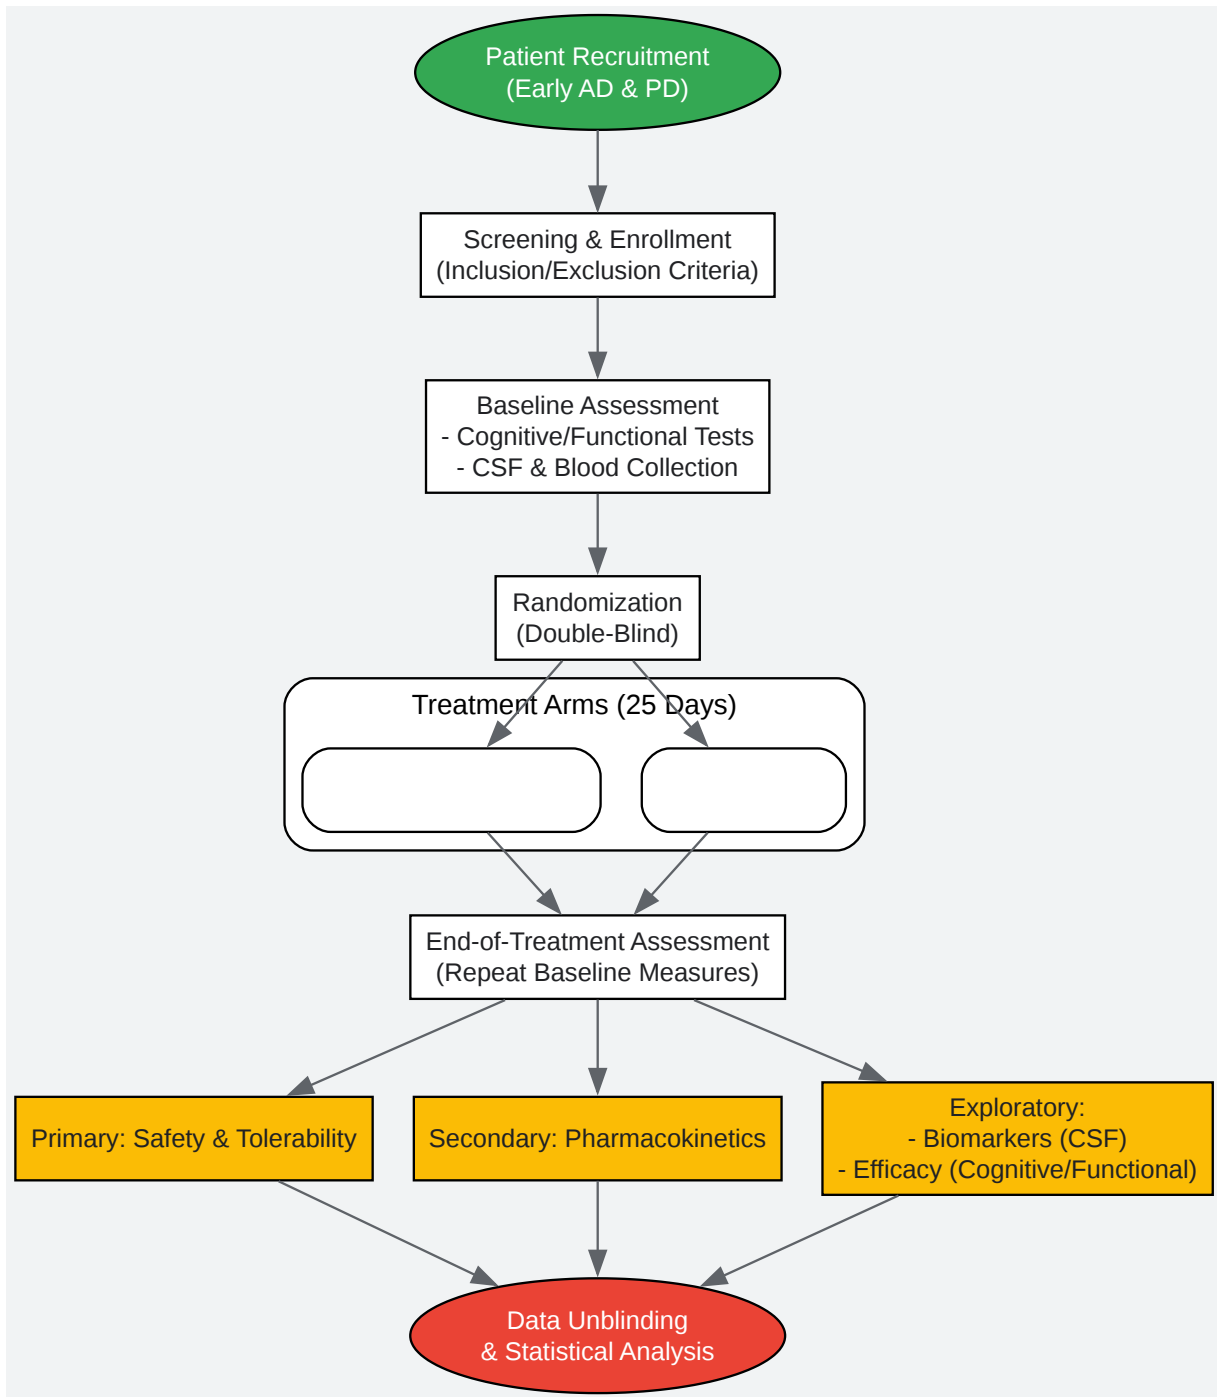 Patient Recruitment
(Early AD & PD)
Screening & Enrollment
(Inclusion/Exclusion Criteria)
Baseline Assessment
- Cognitive/Functional Tests
- CSF & Blood Collection
Randomization
(Double-Blind)
Treatment Arms (25 Days)
End-of-Treatment Assessment
(Repeat Baseline Measures)
Primary: Safety & Tolerability
Secondary: Pharmacokinetics
Exploratory:
- Biomarkers (CSF)
- Efficacy (Cognitive/Functional)
Data Unblinding
& Statistical Analysis